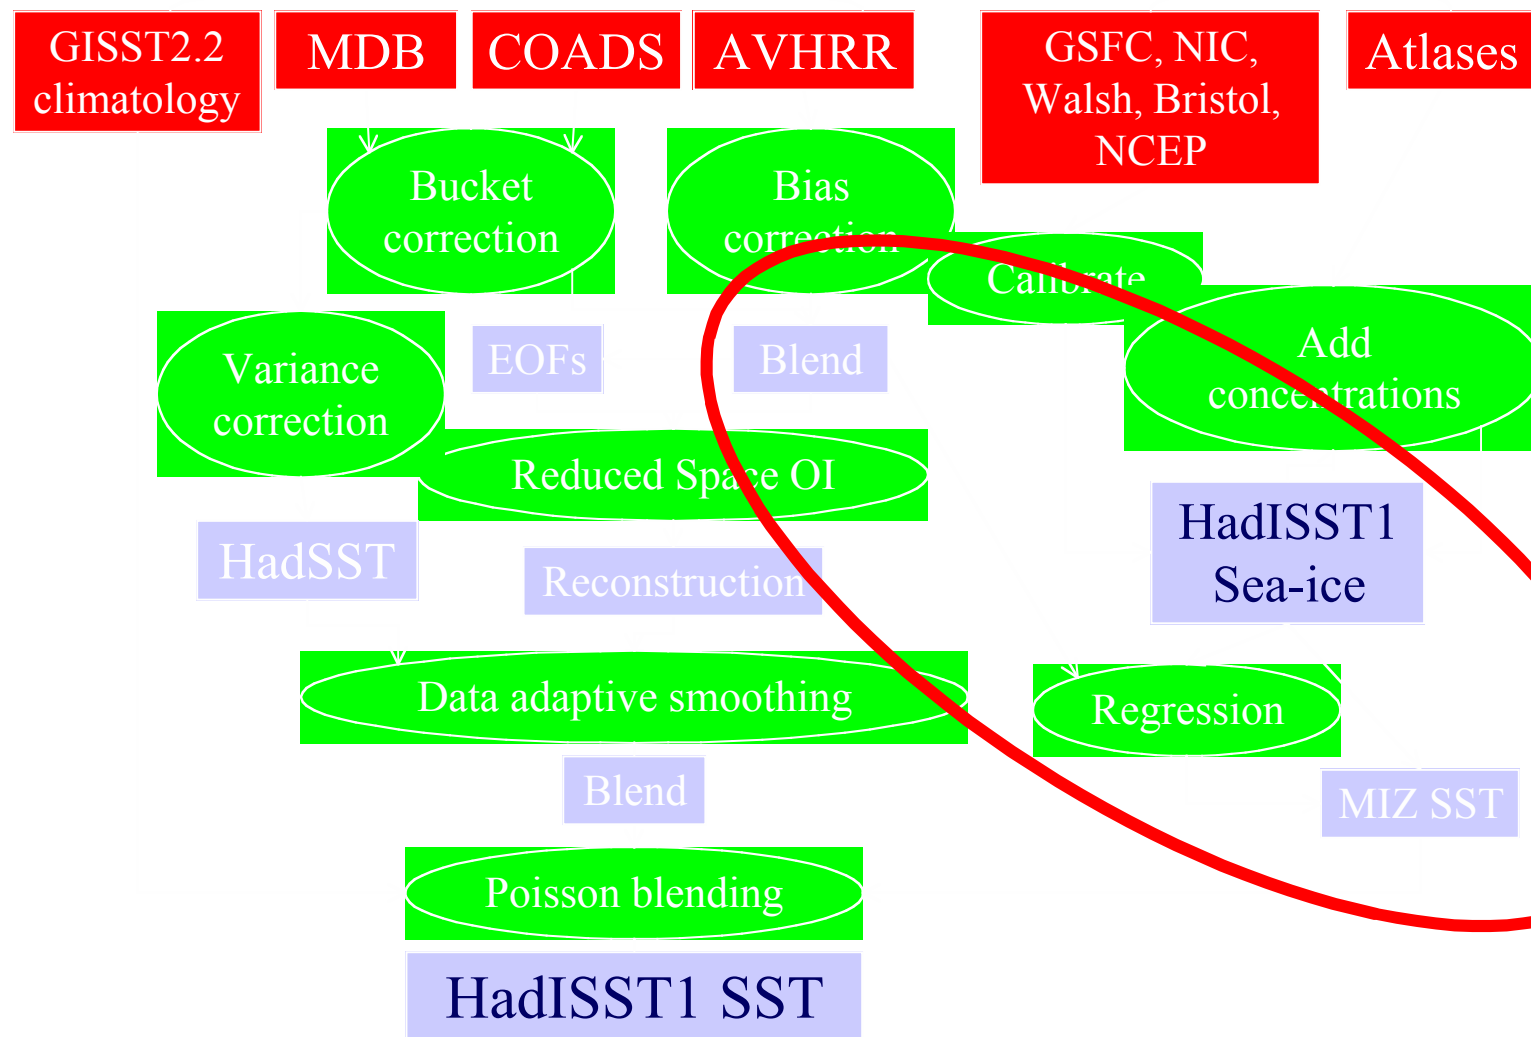 GISST2.2
climatology
MDB
COADS
AVHRR
GSFC, NIC,
Walsh, Bristol,
NCEP
Atlases
Bucket
correction
Bias
correction
Calibrate
Add
concentrations
Variance
correction
EOFs
Blend
Reduced Space OI
HadSST
Reconstruction
HadISST1
Sea-ice
Data adaptive smoothing
Regression
Blend
MIZ SST
Poisson blending
HadISST1 SST